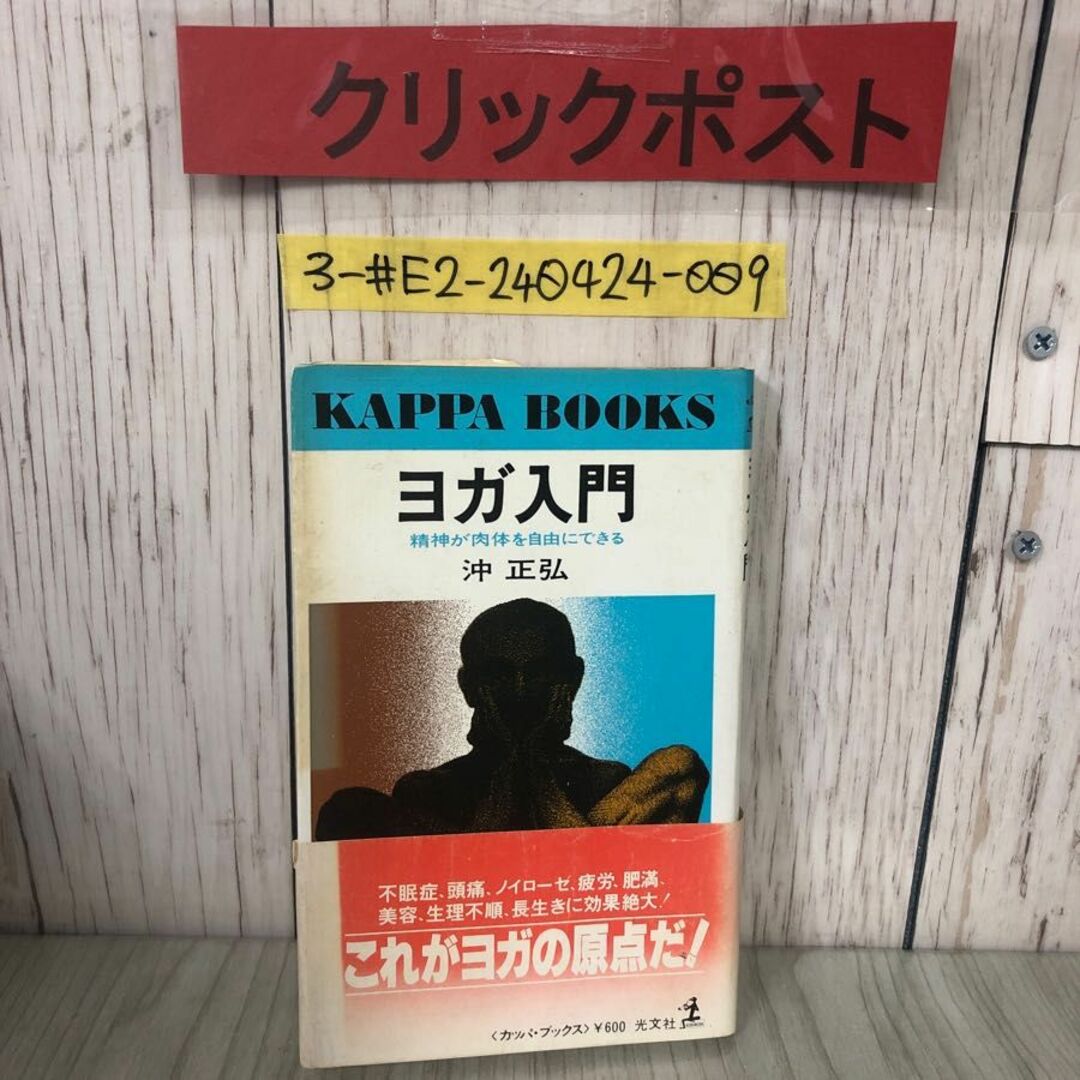 クリックポスト
3-#E2-240424-009
KAPPA BOOKS
ヨガ入門
精神が肉体を自由にできる
沖 正弘
不眠症、頭痛、ノイローゼ、疲労、肥満、
美容、生理不順、長生きに効果絶大！
これがヨガの原点だ！
〈カッパ・ブックス〉¥600 光文社